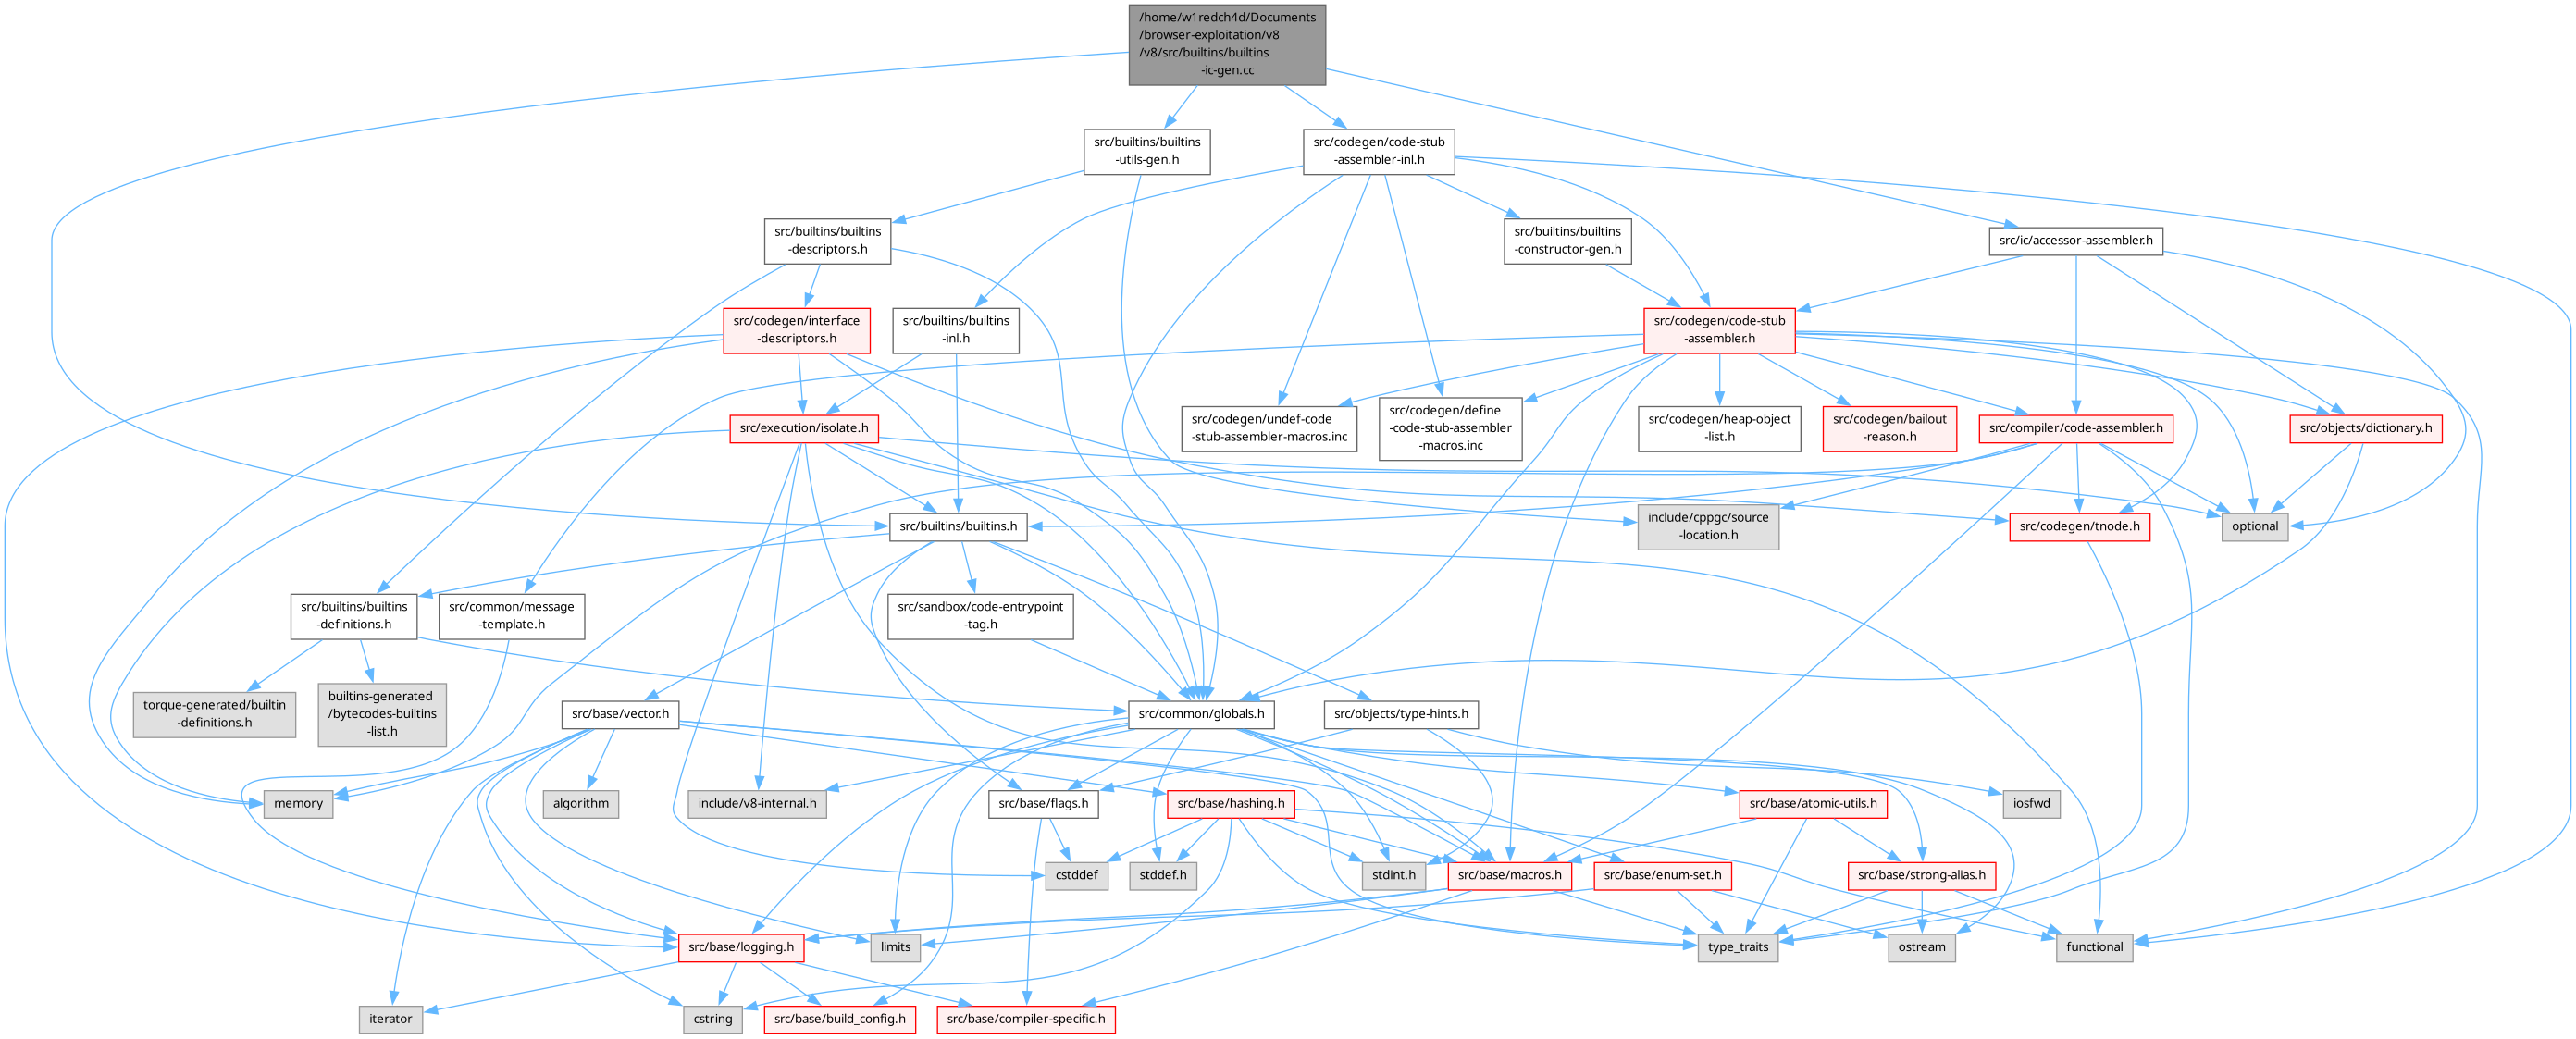 /home/w1redch4d/Documents
/browser-exploitation/v8
/v8/src/builtins/builtins
-ic-gen.cc
src/builtins/builtins
-utils-gen.h
src/codegen/code-stub
-assembler-inl.h
src/builtins/builtins
-descriptors.h
src/builtins/builtins
-constructor-gen.h
src/ic/accessor-assembler.h
src/codegen/interface
-descriptors.h
src/builtins/builtins
-inl.h
src/codegen/code-stub
-assembler.h
src/execution/isolate.h
src/codegen/undef-code
-stub-assembler-macros.inc
src/codegen/define
-code-stub-assembler
-macros.inc
src/codegen/heap-object
-list.h
src/codegen/bailout
-reason.h
src/compiler/code-assembler.h
src/objects/dictionary.h
src/builtins/builtins.h
include/cppgc/source
-location.h
src/codegen/tnode.h
optional
src/builtins/builtins
-definitions.h
src/common/message
-template.h
src/sandbox/code-entrypoint
-tag.h
torque-generated/builtin
-definitions.h
builtins-generated
/bytecodes-builtins
-list.h
src/base/vector.h
src/common/globals.h
src/objects/type-hints.h
memory
algorithm
include/v8-internal.h
src/base/flags.h
src/base/hashing.h
src/base/atomic-utils.h
iosfwd
cstddef
stddef.h
stdint.h
src/base/macros.h
src/base/enum-set.h
src/base/strong-alias.h
src/base/logging.h
limits
type_traits
ostream
functional
iterator
cstring
src/base/build_config.h
src/base/compiler-specific.h